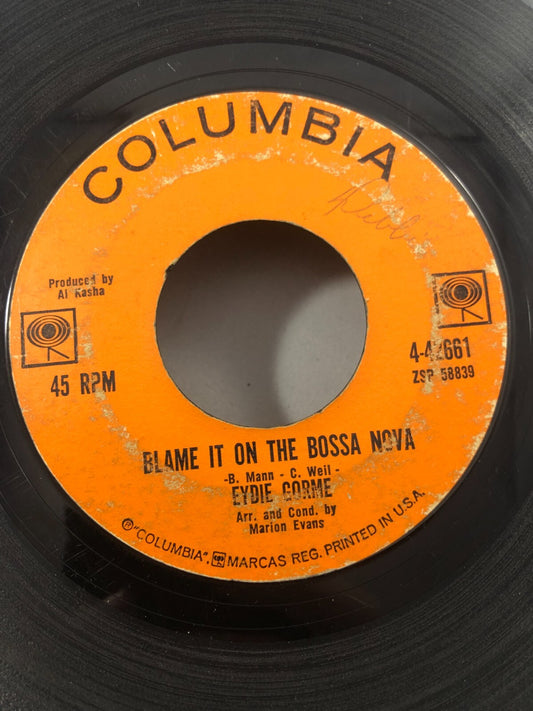 COLUMBIA
Produced by
Al Kasha
45 RPM
4-42661
ZSP 58839
BLAME IT ON THE BOSSA NOVA
-B. Mann - C. Weil -
EYDIE GORME
Arr. and Cond. by
Marion Evans
℗"COLUMBIA", MARCAS REG. PRINTED IN U.S.A.